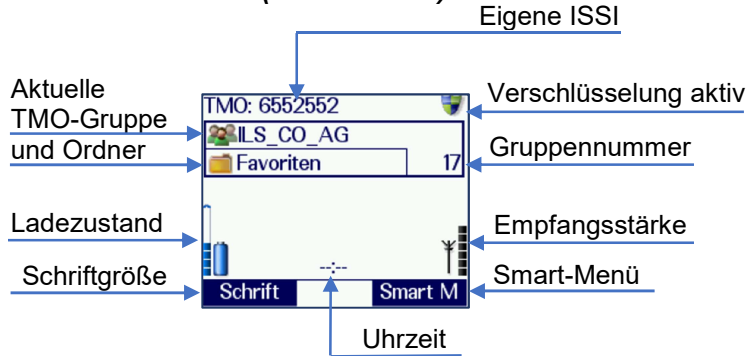 Eigene ISSI
Aktuelle
TMO-Gruppe
und Ordner
TMO: 6552552
Verschlüsselung aktiv
ILS_CO_AG
Favoriten
17
Gruppennummer
Ladezustand
Empfangsstärke
--:--
Schriftgröße
Schrift
Smart M
Smart-Menü
Uhrzeit